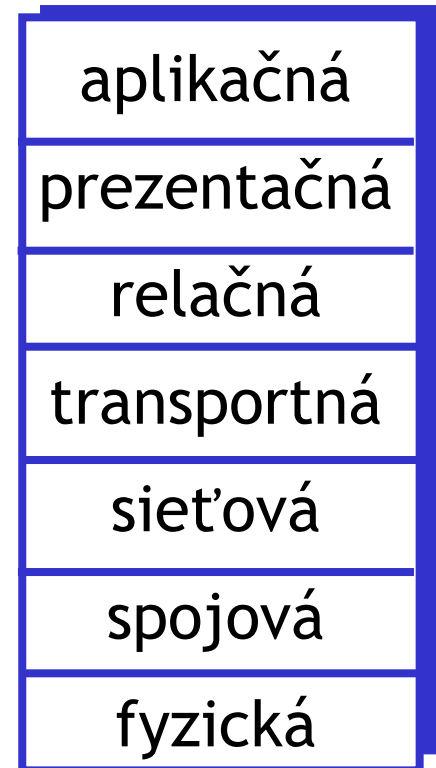 aplikačná
prezentačná
relačná
transportná
sieťová
spojová
fyzická